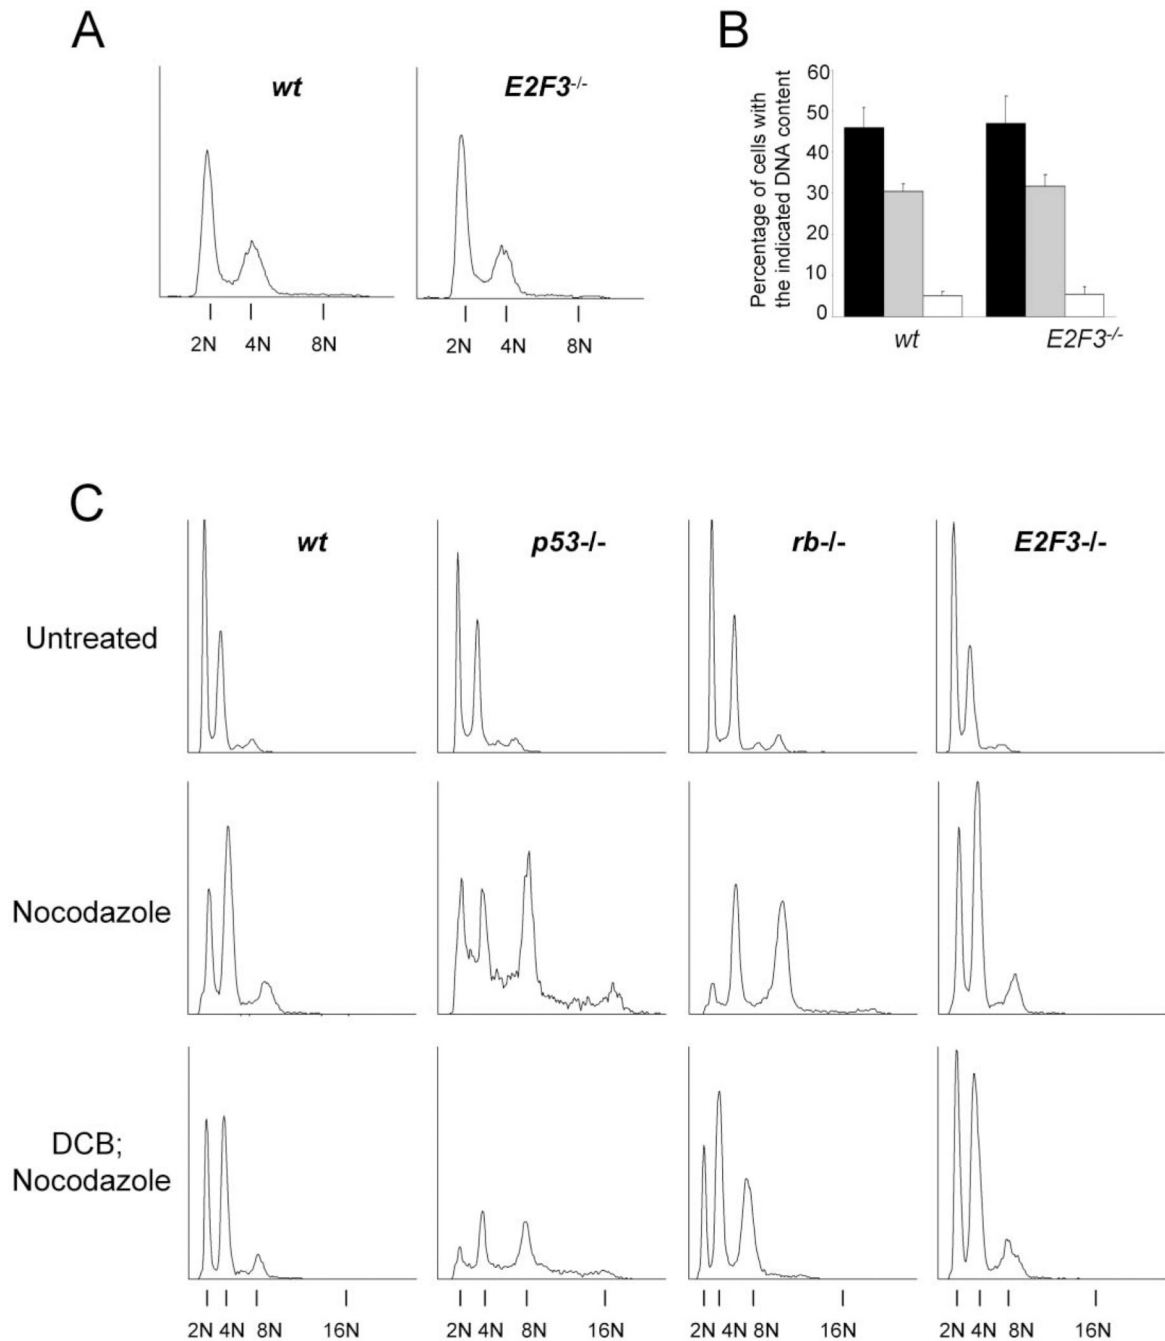 A
B
wt
E2F3-/-
2N 4N 8N
2N 4N 8N
Percentage of cells with
the indicated DNA content
60
50
40
30
20
10
0
wt
E2F3-/-
C
wt
p53-/-
rb-/-
E2F3-/-
Untreated
Nocodazole
DCB;
Nocodazole
2N 4N 8N 16N
2N 4N 8N 16N
2N 4N 8N 16N
2N 4N 8N 16N